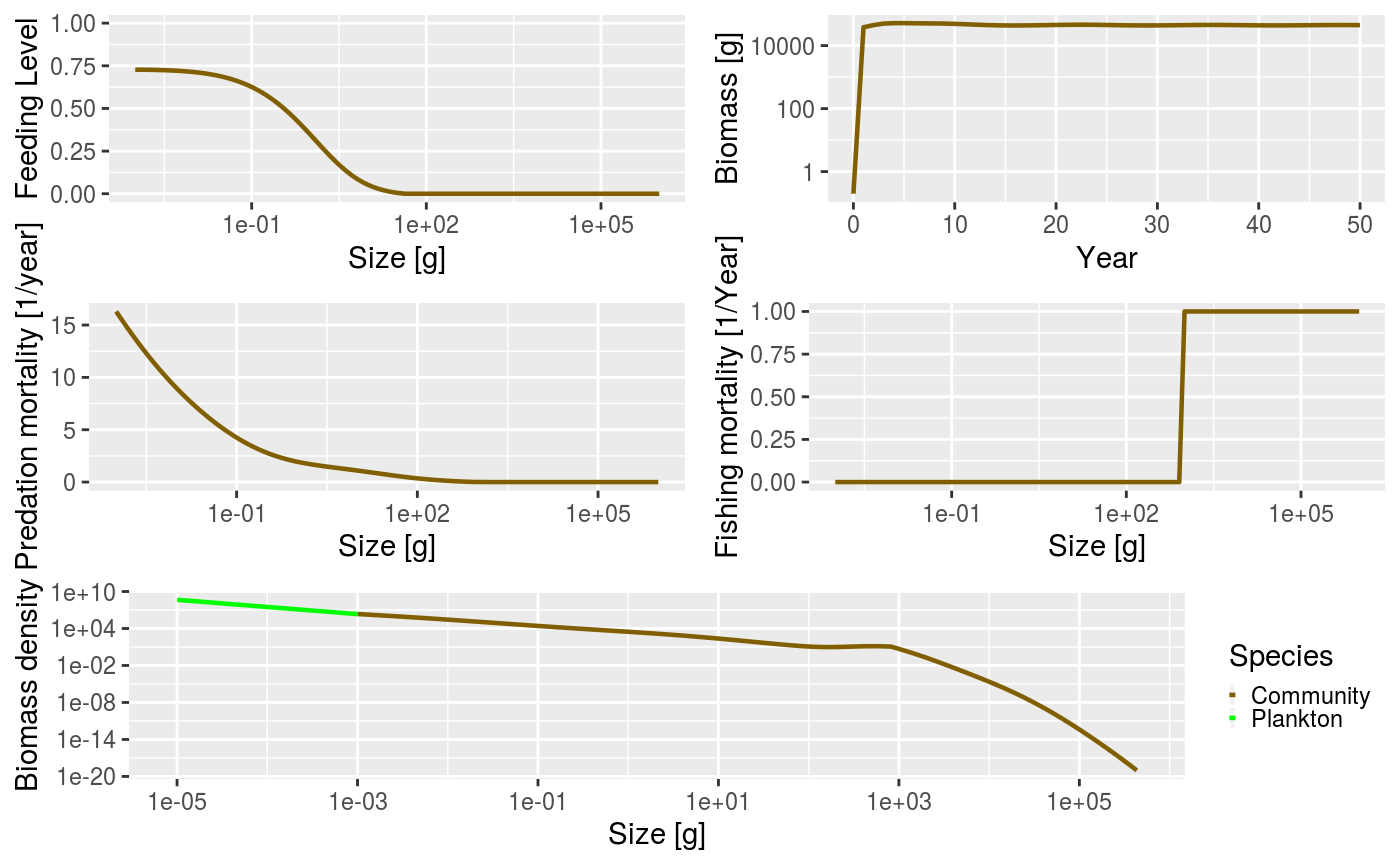 Feeding Level
1.00
0.75
0.50
0.25
0.00
1e-01 1e+02 1e+05
Size [g]
Biomass [g]
10000
100
1
0 10 20 30 40 50
Year
Predation mortality [1/year]
15
10
5
0
1e-01 1e+02 1e+05
Size [g]
Fishing mortality [1/Year]
1.00
0.75
0.50
0.25
0.00
1e-01 1e+02 1e+05
Size [g]
Biomass density
1e+10
1e+04
1e-02
1e-08
1e-14
1e-20
1e-05 1e-03 1e-01 1e+01 1e+03 1e+05
Size [g]
Species
Community
Plankton